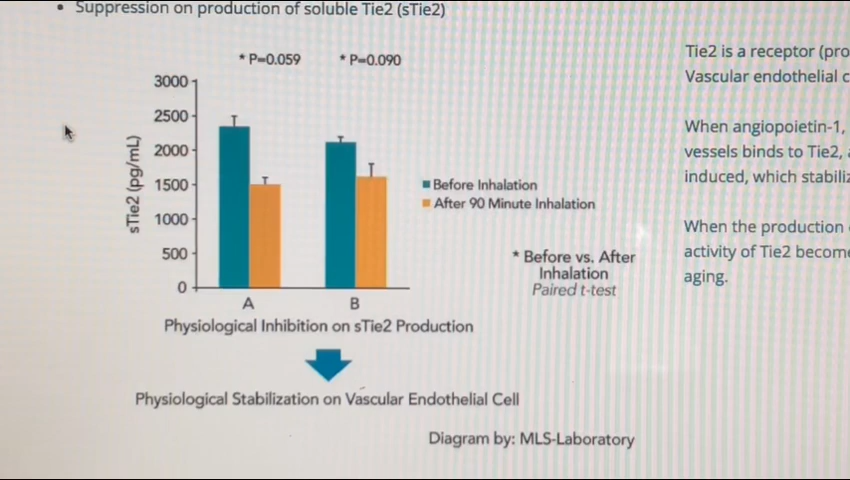 • Suppression on production of soluble Tie2 (sTie2)
* P=0.059
* P=0.090
3000
2500
2000
1500
1000
500
0
sTie2 (pg/mL)
A
B
Before Inhalation
After 90 Minute Inhalation
* Before vs. After
Inhalation
Paired t-test
Physiological Inhibition on sTie2 Production
Physiological Stabilization on Vascular Endothelial Cell
Diagram by: MLS-Laboratory
Tie2 is a receptor (pro
Vascular endothelial c
When angiopoietin-1,
vessels binds to Tie2,
induced, which stabiliz
When the production
activity of Tie2 become
aging.